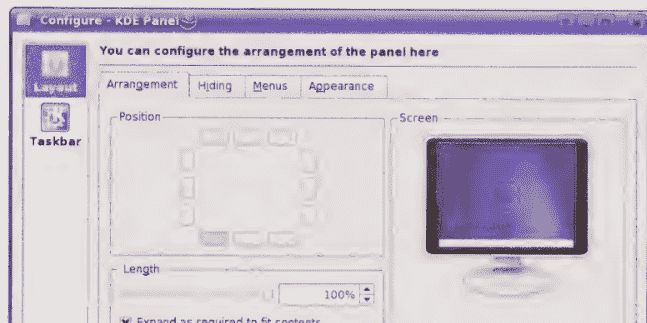 Configure - KDE Panel
You can configure the arrangement of the panel here
Layout
Taskbar
Arrangement
Hiding
Menus
Appearance
Position
Screen
Length
100%
Expand as required to fit contents